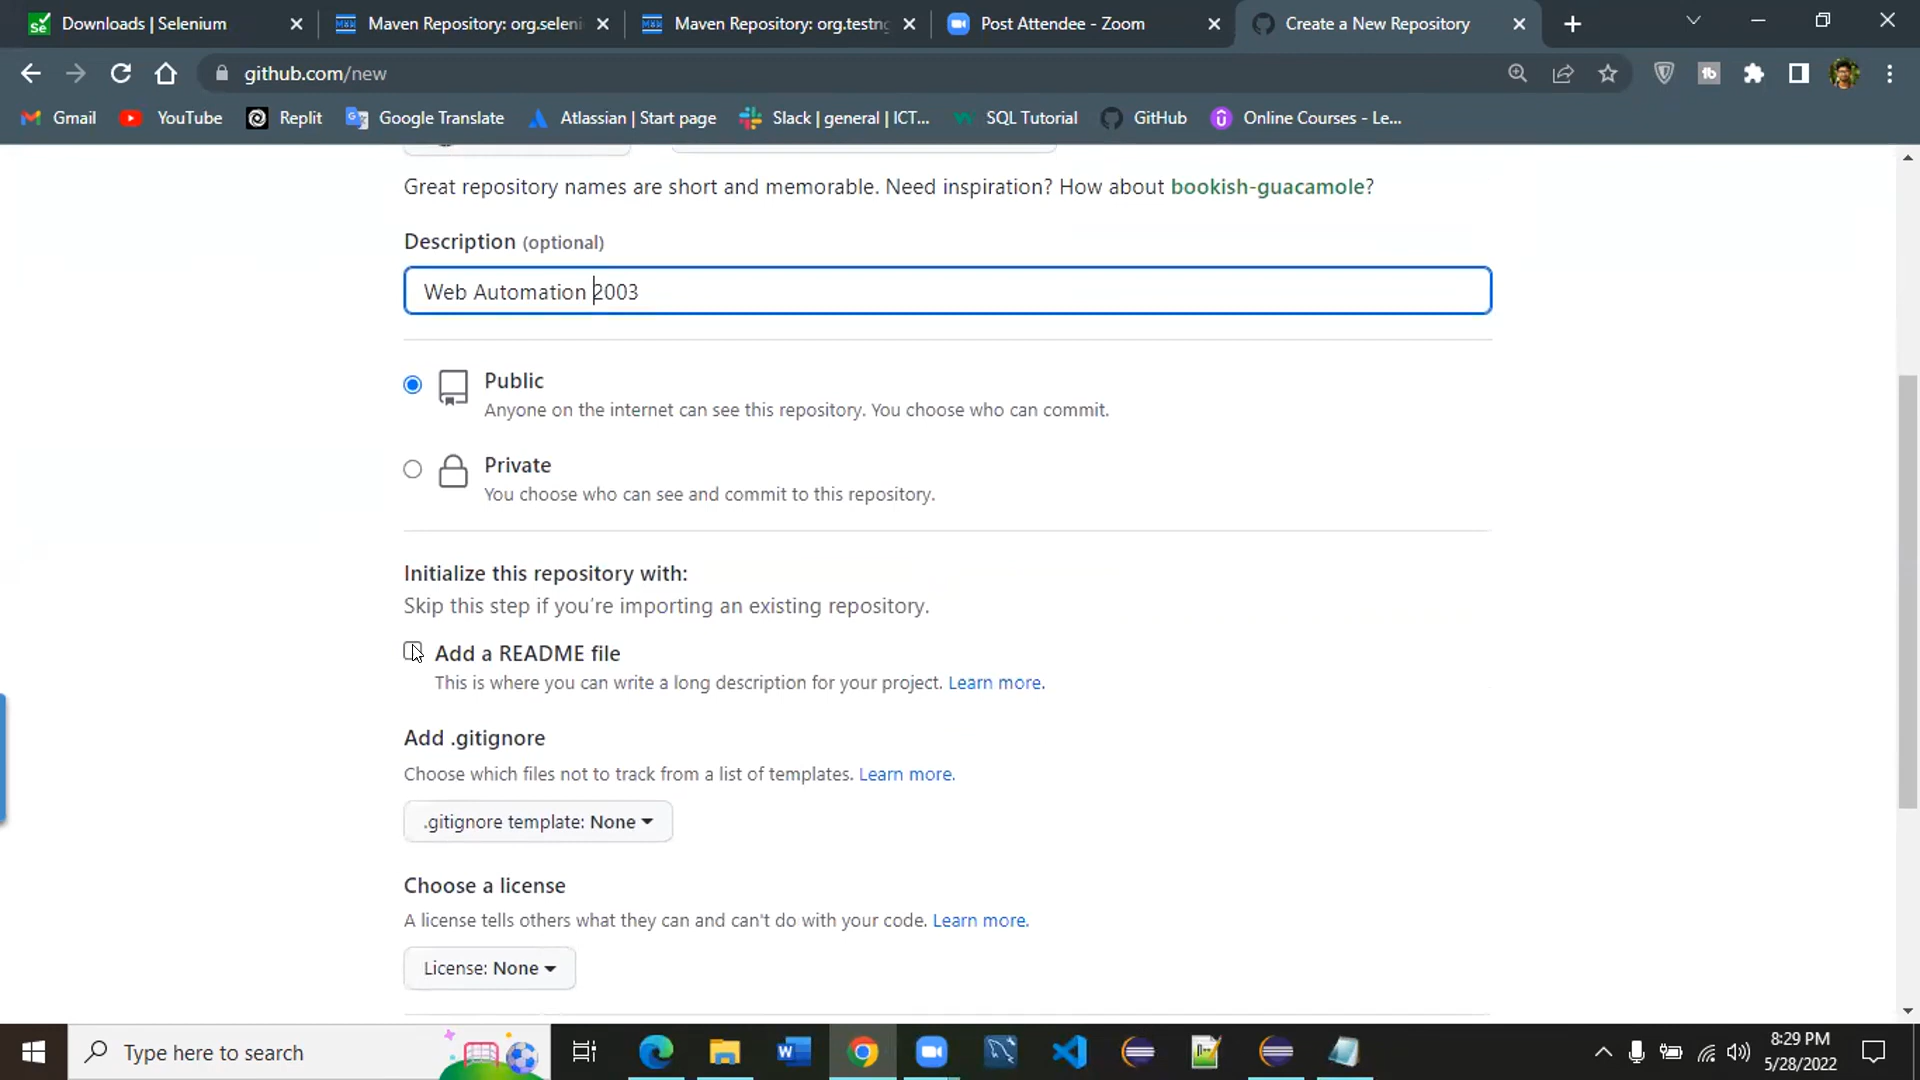 Downloads | Selenium
Maven Repository: org.seleni
Maven Repository: org.testng
Post Attendee - Zoom
Create a New Repository
github.com/new
Gmail
YouTube
Replit
Google Translate
Atlassian | Start page
Slack | general | ICT...
SQL Tutorial
GitHub
Online Courses - Le...
Great repository names are short and memorable. Need inspiration? How about bookish-guacamole?
Description (optional)
Web Automation 2003
Public
Anyone on the internet can see this repository. You choose who can commit.
Private
You choose who can see and commit to this repository.
Initialize this repository with:
Skip this step if you're importing an existing repository.
Add a README file
This is where you can write a long description for your project. Learn more.
Add .gitignore
Choose which files not to track from a list of templates. Learn more.
.gitignore template: None
Choose a license
A license tells others what they can and can't do with your code. Learn more.
License: None
Type here to search
8:29 PM
5/28/2022